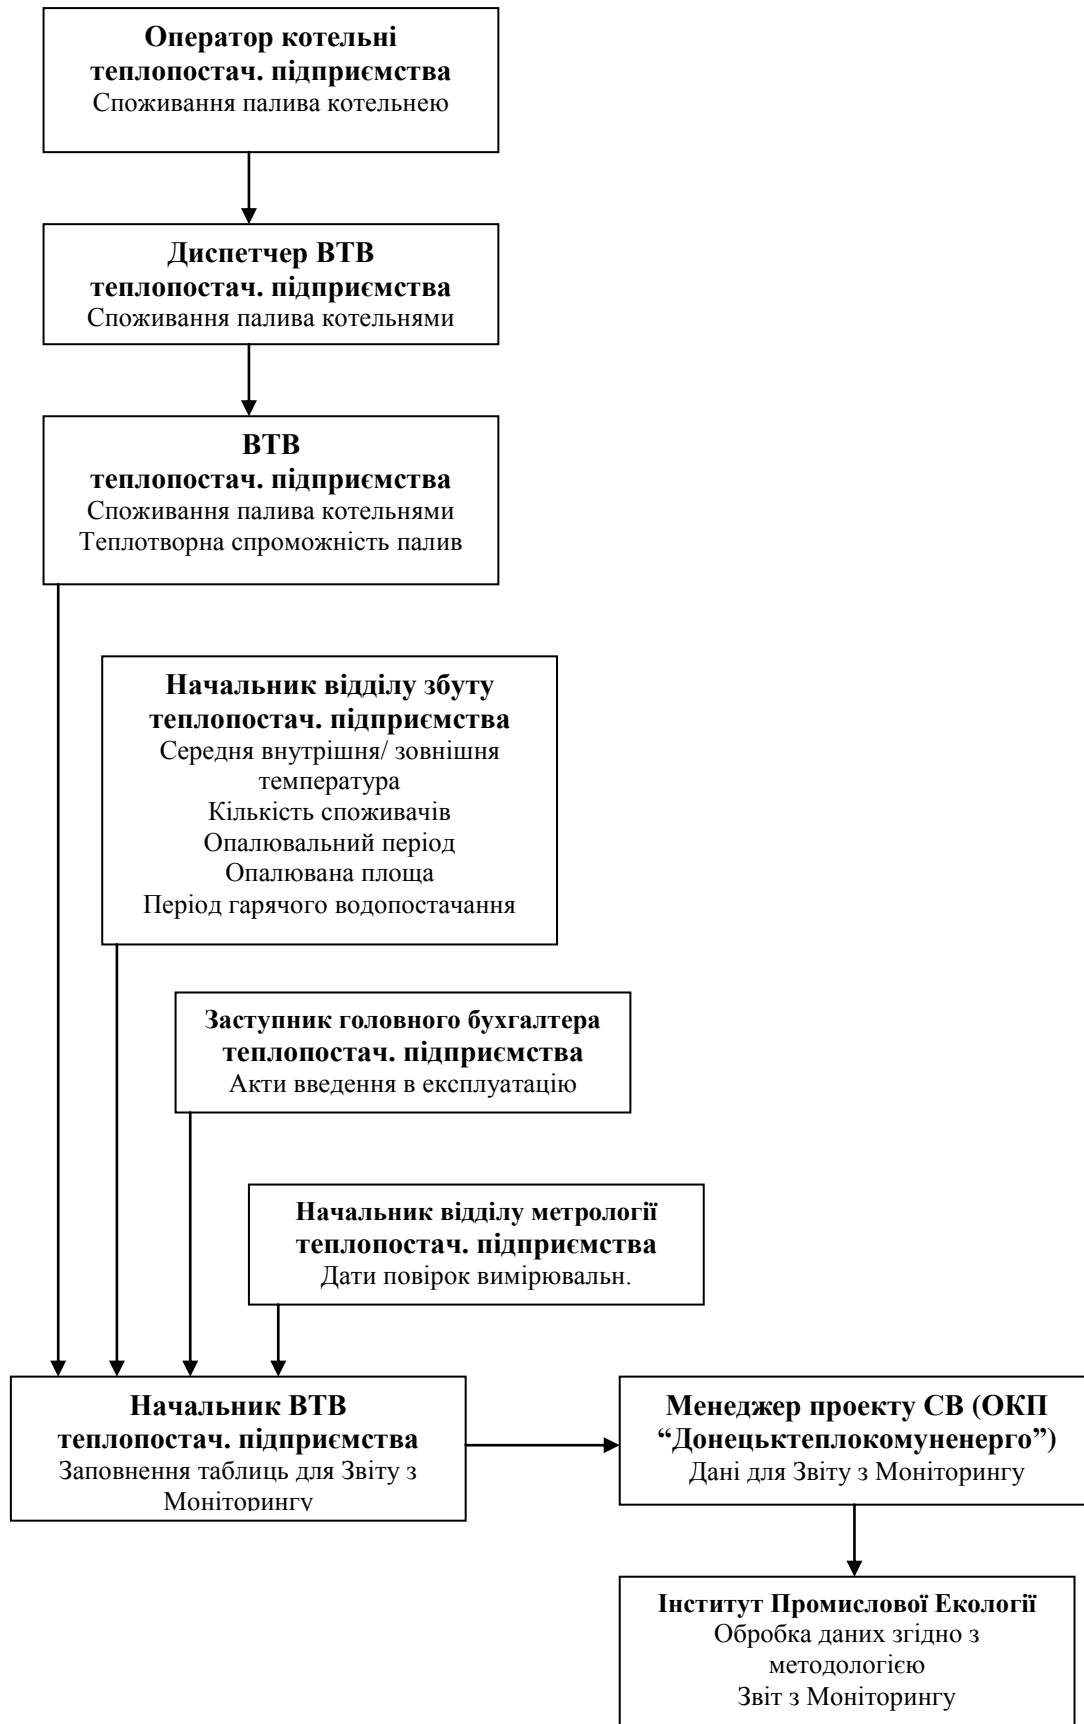 Оператор котельні
теплопостач. підприємства
Споживання палива котельнею
Диспетчер ВТВ
теплопостач. підприємства
Споживання палива котельнями
ВТВ
теплопостач. підприємства
Споживання палива котельнями
Теплотворна спроможність палив
Начальник відділу збуту
теплопостач. підприємства
Середня внутрішня/ зовнішня
температура
Кількість споживачів
Опалювальний період
Опалювана площа
Період гарячого водопостачання
Заступник головного бухгалтера
теплопостач. підприємства
Акти введення в експлуатацію
Начальник відділу метрології
теплопостач. підприємства
Дати повірок вимірювальн.
Начальник ВТВ
теплопостач. підприємства
Заповнення таблиць для Звіту з
Моніторингу
Менеджер проекту СВ (ОКП
“Донецьктеплокомуненерго”)
Дані для Звіту з Моніторингу
Інститут Промислової Екології
Обробка даних згідно з
методологією
Звіт з Моніторингу